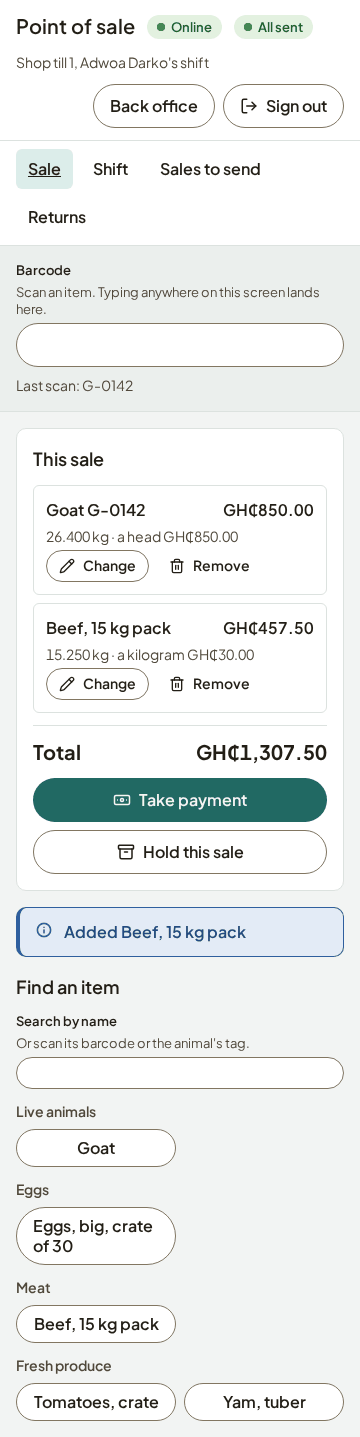 Point of sale
Online
All sent
Shop till 1, Adwoa Darko's shift
Back office
Sign out
Sale
Shift
Sales to send
Returns
Barcode
Scan an item. Typing anywhere on this screen lands
here.
Last scan: G-0142
This sale
Goat G-0142
GH₵850.00
26.400 kg · a head GH₵850.00
Change
Remove
Beef, 15 kg pack
GH₵457.50
15.250 kg · a kilogram GH₵30.00
Change
Remove
Total
GH₵1,307.50
Take payment
Hold this sale
Added Beef, 15 kg pack
Find an item
Search by name
Or scan its barcode or the animal's tag.
Live animals
Goat
Eggs
Eggs, big, crate
of 30
Meat
Beef, 15 kg pack
Fresh produce
Tomatoes, crate
Yam, tuber